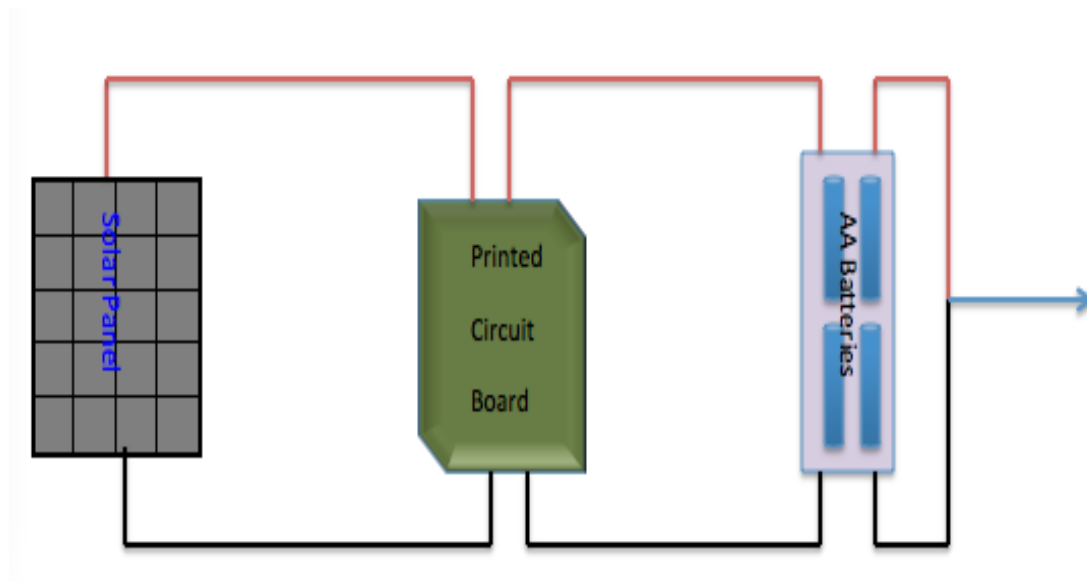 Solar Panel
Printed
Circuit
Board
AA Batteries